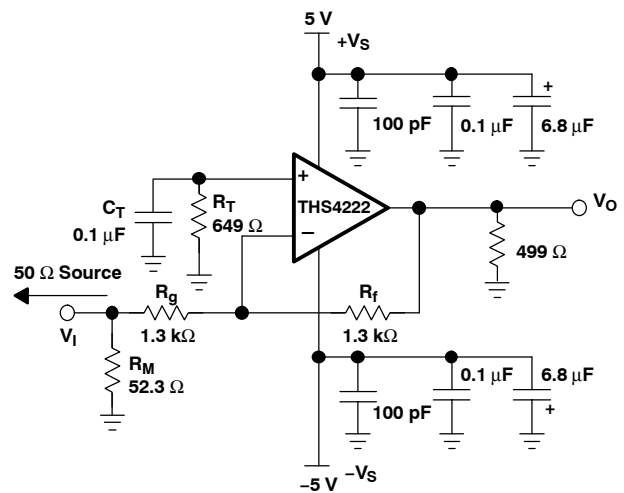 5 V
+VS
+
100 pF
0.1 µF
6.8 µF
+
THS4222
−
CT
0.1 µF
RT
649 Ω
VO
499 Ω
50 Ω Source
VI
Rg
1.3 kΩ
Rf
1.3 kΩ
RM
52.3 Ω
0.1 µF
6.8 µF
100 pF
+
−5 V
−VS